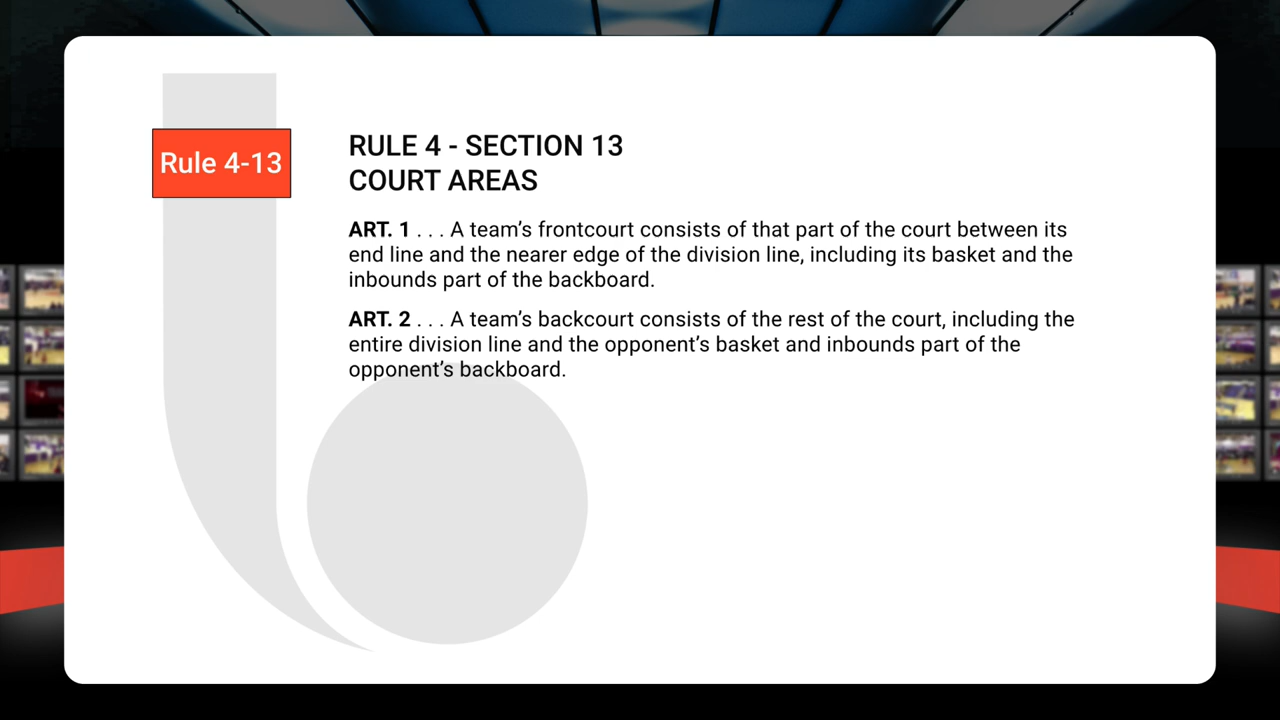 Rule 4-13
RULE 4 - SECTION 13
COURT AREAS
ART. 1 . . . A team’s frontcourt consists of that part of the court between its
end line and the nearer edge of the division line, including its basket and the
inbounds part of the backboard.
ART. 2 . . . A team’s backcourt consists of the rest of the court, including the
entire division line and the opponent’s basket and inbounds part of the
opponent’s backboard.